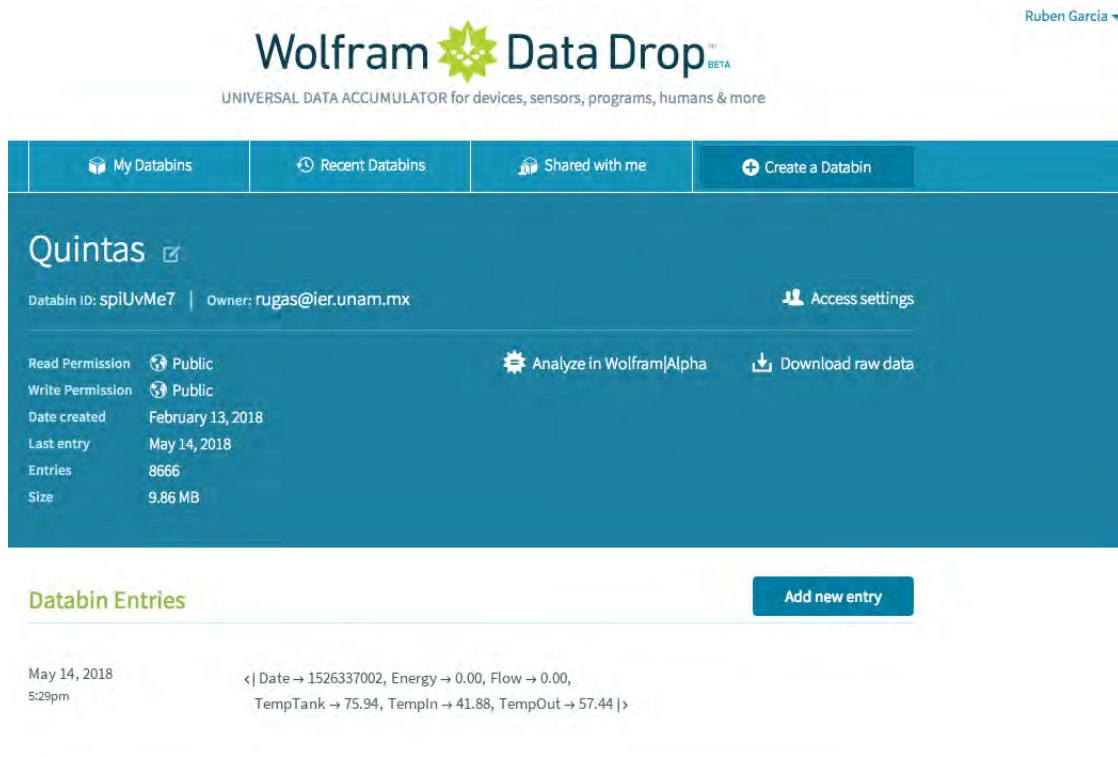 Ruben Garcia
Wolfram Data Drop™ BETA
UNIVERSAL DATA ACCUMULATOR for devices, sensors, programs, humans & more
My Databins Recent Databins Shared with me Create a Databin
Quintas
Databin ID: spiUvMe7 | Owner: rugas@ier.unam.mx Access settings
Read Permission Public Analyze in Wolfram|Alpha Download raw data
Write Permission Public
Date created February 13, 2018
Last entry May 14, 2018
Entries 8666
Size 9.86 MB
Databin Entries Add new entry
May 14, 2018 <| Date → 1526337002, Energy → 0.00, Flow → 0.00,
5:29pm TempTank → 75.94, TempIn → 41.88, TempOut → 57.44 |>